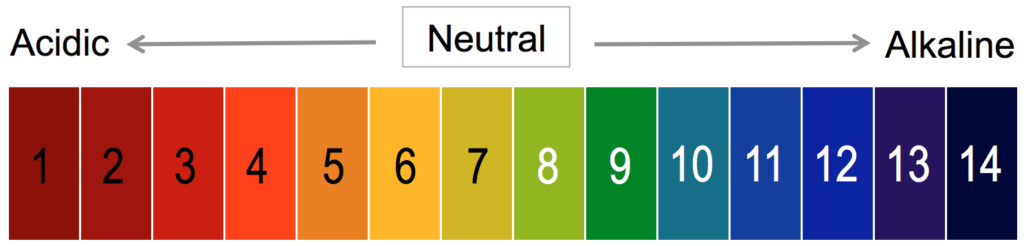 Acidic Neutral Alkaline
1 2 3 4 5 6 7 8 9 10 11 12 13 14